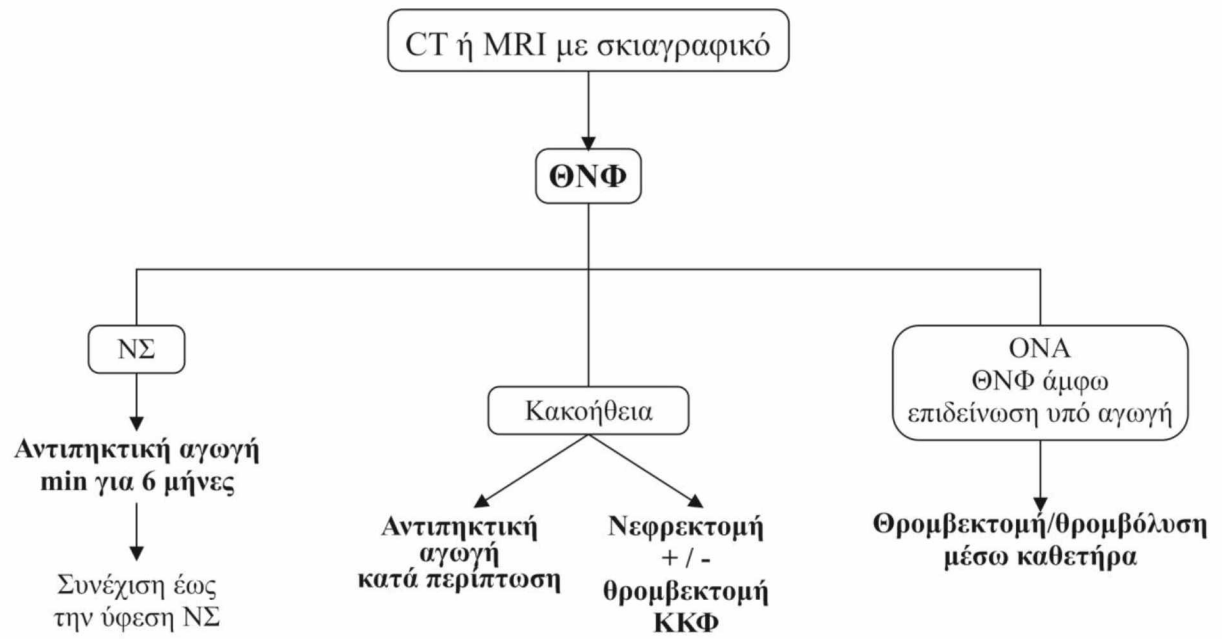 CT ή MRI με σκιαγραφικό
ΘΝΦ
ΝΣ
Αντιπηκτική αγωγή
min για 6 μήνες
Συνέχιση έως
την ύφεση ΝΣ
Κακοήθεια
Αντιπηκτική
αγωγή
κατά περίπτωση
Νεφρεκτομή
+ / -
θρομβεκτομή
ΚΚΦ
ΟΝΑ
ΘΝΦ άμφω
επιδείνωση υπό αγωγή
Θρομβεκτομή/θρομβόλυση
μέσω καθετήρα